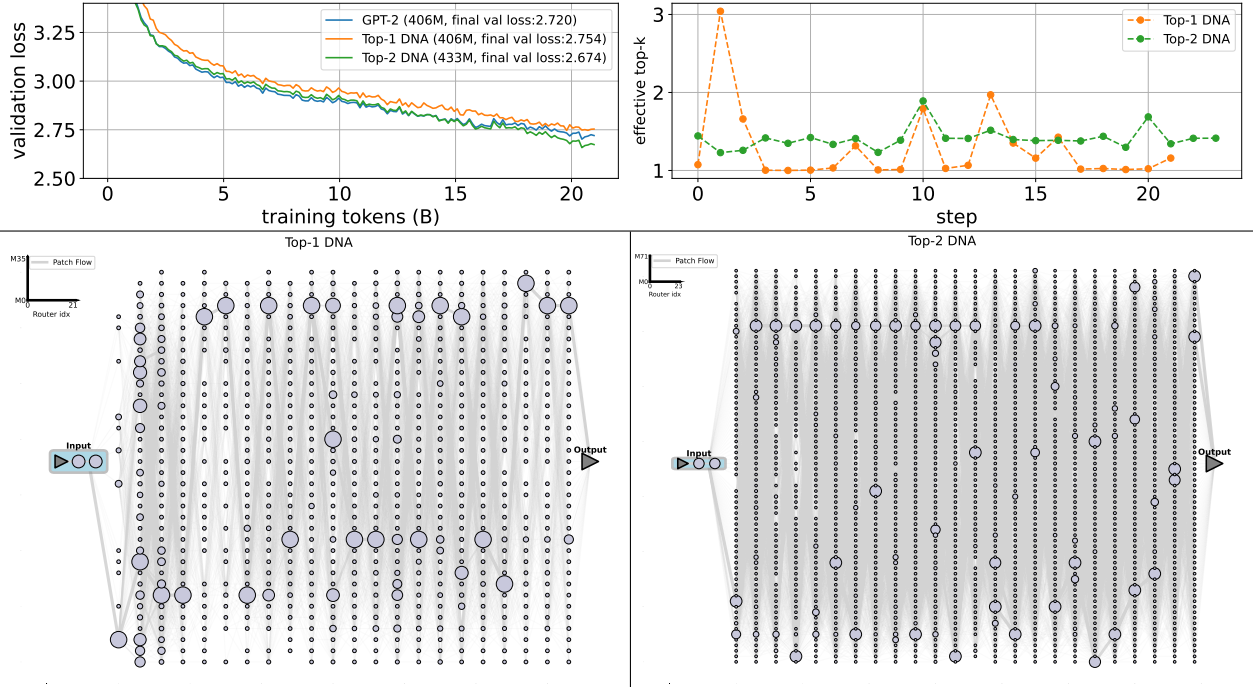 3.25
3.00
2.75
2.50
validation loss
0
5
10
15
20
training tokens (B)
GPT-2 (406M, final val loss:2.720)
Top-1 DNA (406M, final val loss:2.754)
Top-2 DNA (433M, final val loss:2.674)
3
2
1
effective top-k
0
5
10
15
20
step
Top-1 DNA
Top-2 DNA
Top-1 DNA
M35
M0
0
21
Router idx
Patch Flow
Input
Output
Top-2 DNA
M71
M0
0
23
Router idx
Patch Flow
Input
Output